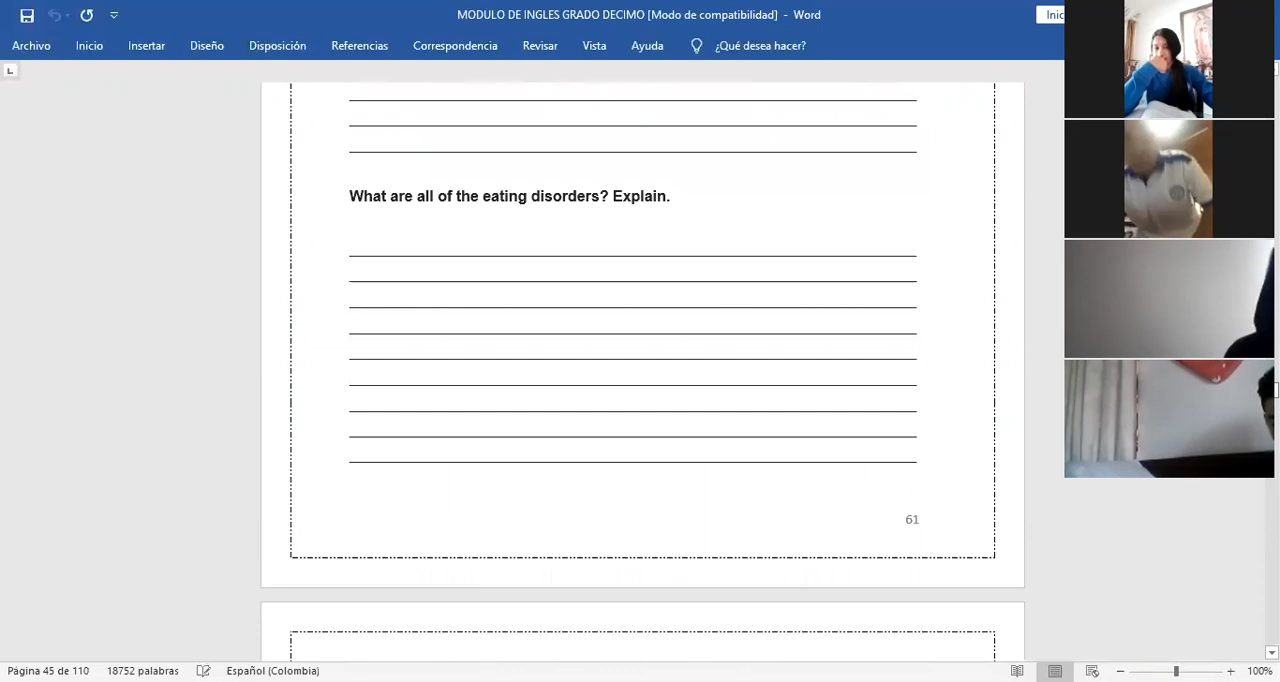 MODULO DE INGLES GRADO DECIMO [Modo de compatibilidad] - Word
Inic
Archivo Inicio Insertar Diseño Disposición Referencias Correspondencia Revisar Vista Ayuda ¿Qué desea hacer?
L
What are all of the eating disorders? Explain.
61
Página 45 de 110 18752 palabras Español (Colombia) 100%